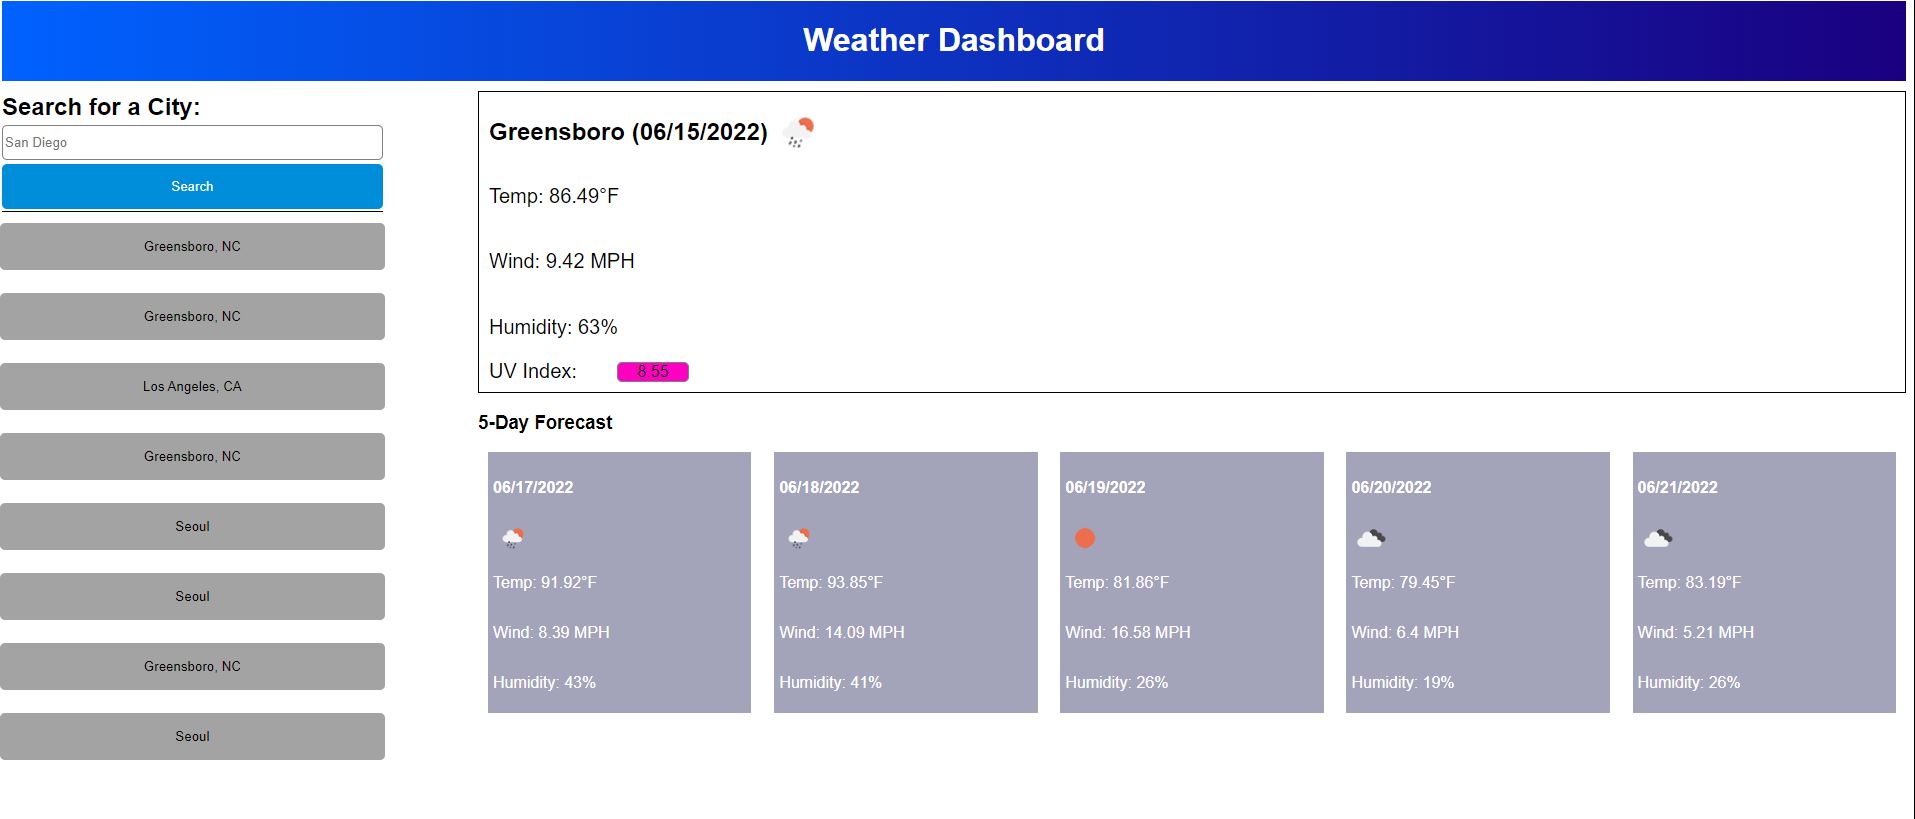 Weather Dashboard
Search for a City:
San Diego
Search
Greensboro, NC
Greensboro, NC
Los Angeles, CA
Greensboro, NC
Seoul
Seoul
Greensboro, NC
Seoul
Greensboro (06/15/2022)
Temp: 86.49°F
Wind: 9.42 MPH
Humidity: 63%
UV Index: 8.55
5-Day Forecast
06/17/2022
Temp: 91.92°F
Wind: 8.39 MPH
Humidity: 43%
06/18/2022
Temp: 93.85°F
Wind: 14.09 MPH
Humidity: 41%
06/19/2022
Temp: 81.86°F
Wind: 16.58 MPH
Humidity: 26%
06/20/2022
Temp: 79.45°F
Wind: 6.4 MPH
Humidity: 19%
06/21/2022
Temp: 83.19°F
Wind: 5.21 MPH
Humidity: 26%